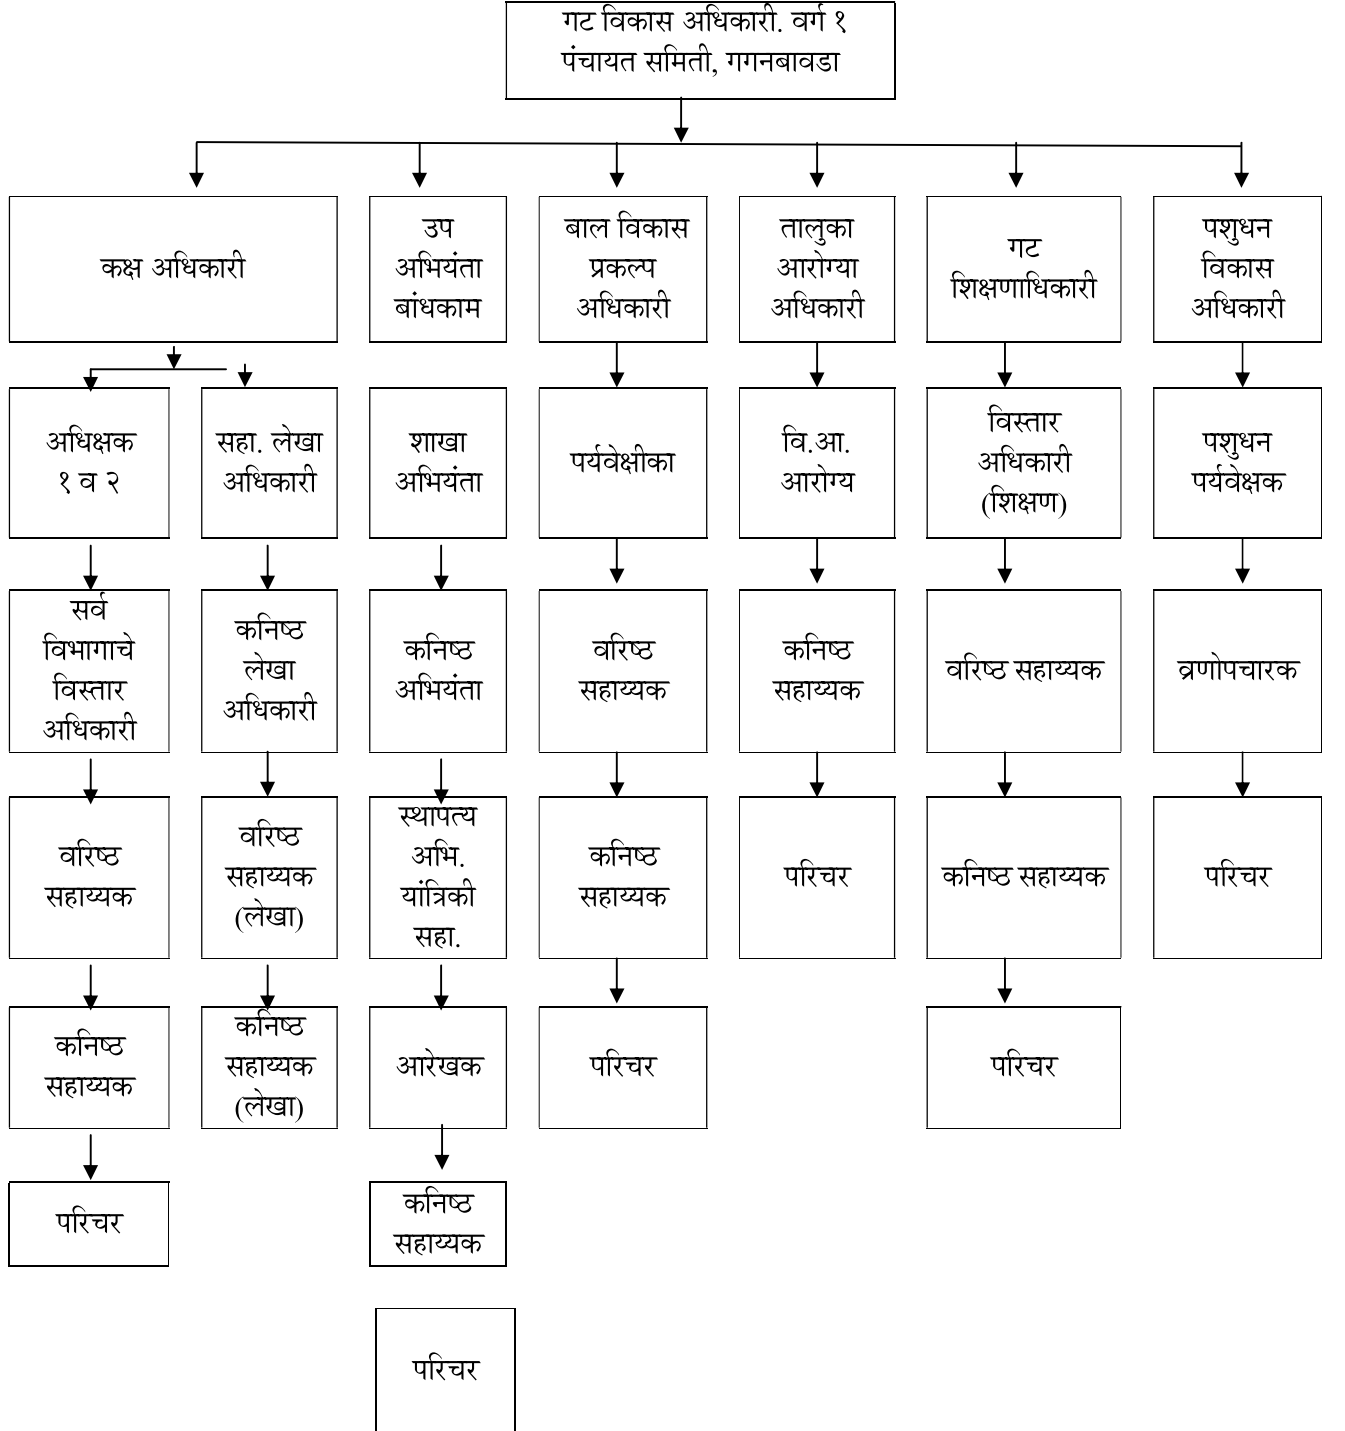 गट विकास अधिकारी. वर्ग १
पंचायत समिती, गगनबावडा
कक्ष अधिकारी
उप
अभियंता
बांधकाम
बाल विकास
प्रकल्प
अधिकारी
तालुका
आरोग्या
अधिकारी
गट
शिक्षणाधिकारी
पशुधन
विकास
अधिकारी
अधिक्षक
१ व २
सहा. लेखा
अधिकारी
शाखा
अभियंता
पर्यवेक्षीका
वि.आ.
आरोग्य
विस्तार
अधिकारी
(शिक्षण)
पशुधन
पर्यवेक्षक
सर्व
विभागाचे
विस्तार
अधिकारी
कनिष्ठ
लेखा
अधिकारी
कनिष्ठ
अभियंता
वरिष्ठ
सहाय्यक
कनिष्ठ
सहाय्यक
वरिष्ठ सहाय्यक
व्रणोपचारक
वरिष्ठ
सहाय्यक
वरिष्ठ
सहाय्यक
(लेखा)
स्थापत्य
अभि.
यांत्रिकी
सहा.
कनिष्ठ
सहाय्यक
परिचर
कनिष्ठ सहाय्यक
परिचर
कनिष्ठ
सहाय्यक
कनिष्ठ
सहाय्यक
(लेखा)
आरेखक
परिचर
परिचर
परिचर
कनिष्ठ
सहाय्यक
परिचर